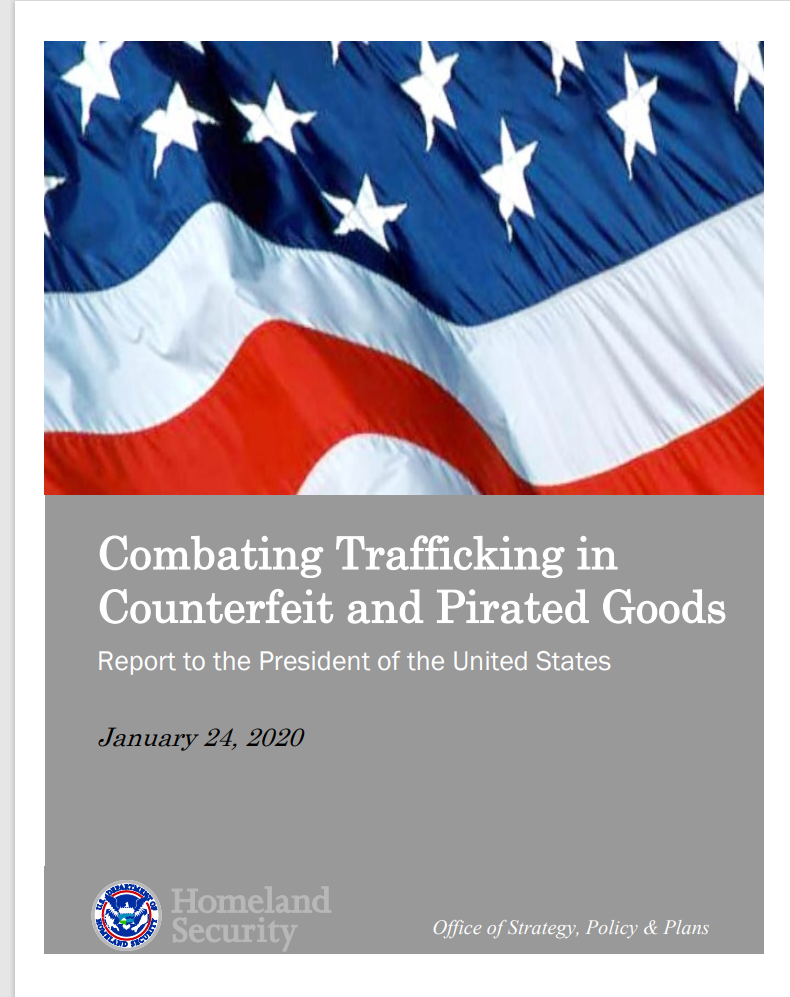 Combating Trafficking in
Counterfeit and Pirated Goods
Report to the President of the United States
January 24, 2020
U.S. DEPARTMENT OF
HOMELAND SECURITY
Homeland
Security
Office of Strategy, Policy & Plans